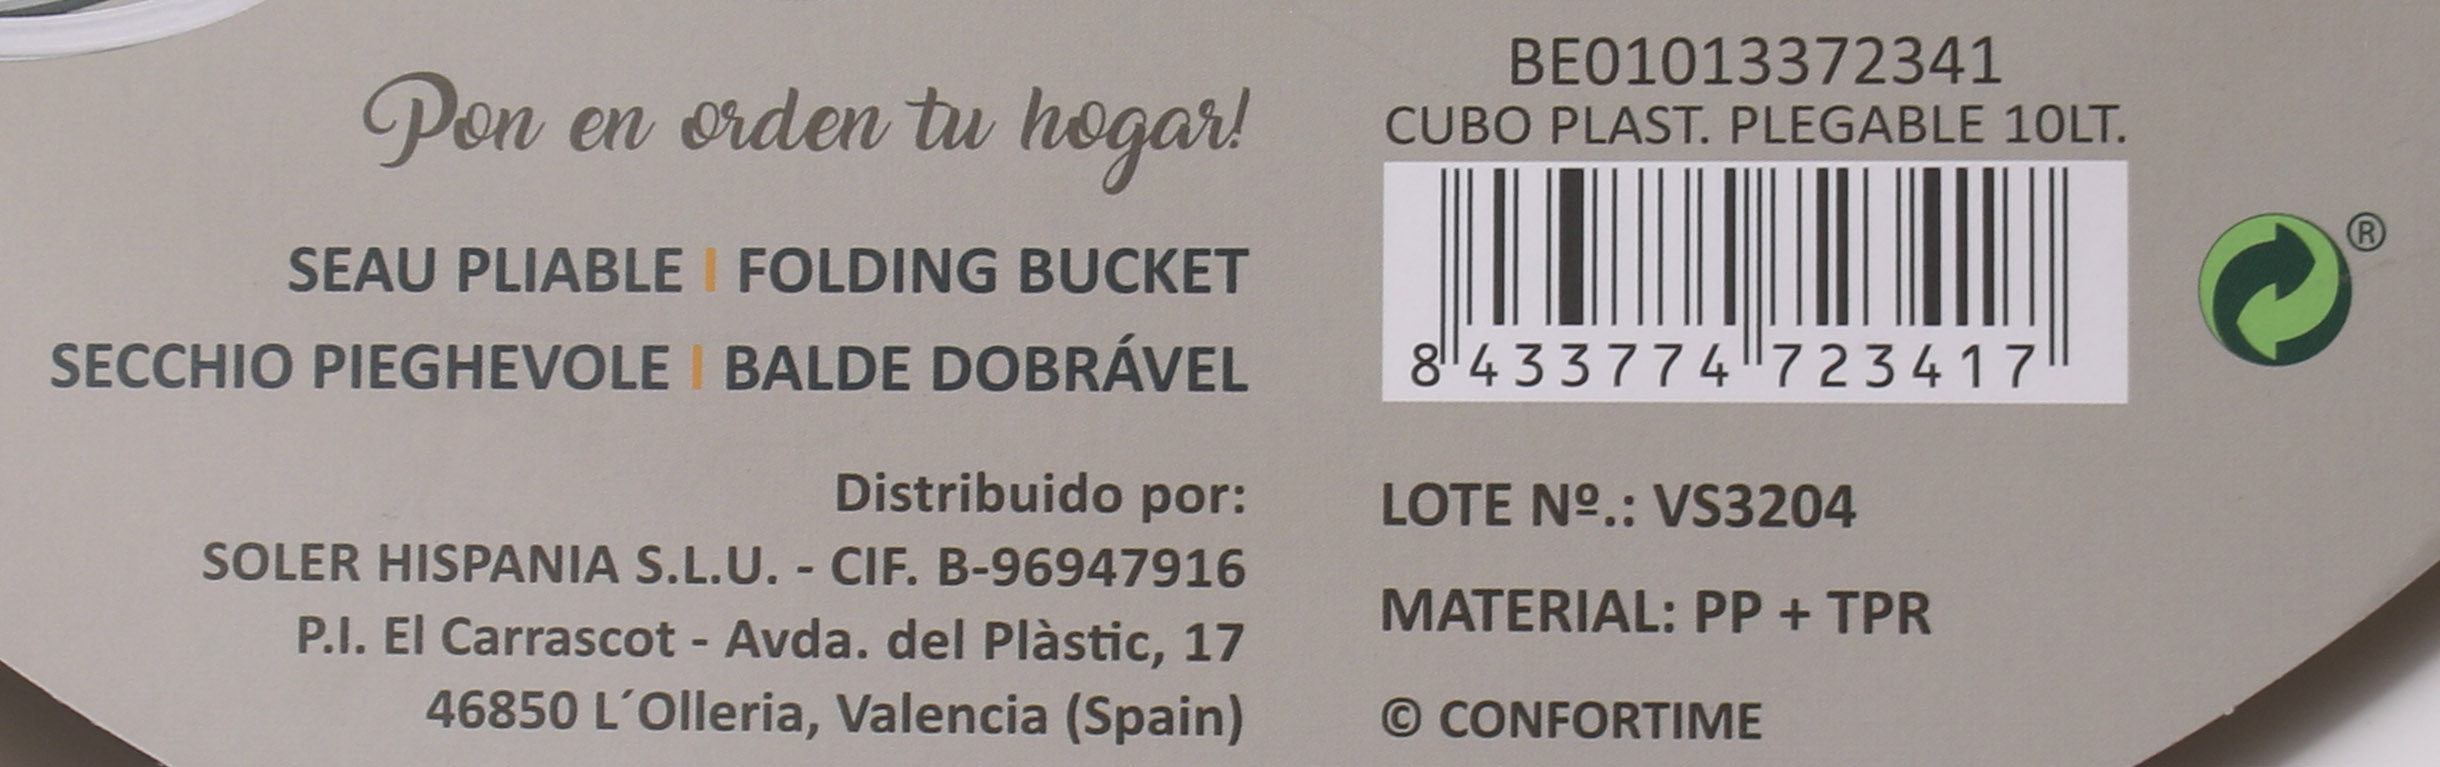 Pon en orden tu hogar!
SEAU PLIABLE | FOLDING BUCKET
SECCHIO PIEGHEVOLE | BALDE DOBRÁVEL
Distribuido por:
SOLER HISPANIA S.L.U. - CIF. B-96947916
P.I. El Carrascot - Avda. del Plàstic, 17
46850 L´Olleria, Valencia (Spain)
BE01013372341
CUBO PLAST. PLEGABLE 10LT.
8 433774 723417
®
LOTE Nº.: VS3204
MATERIAL: PP + TPR
© CONFORTIME